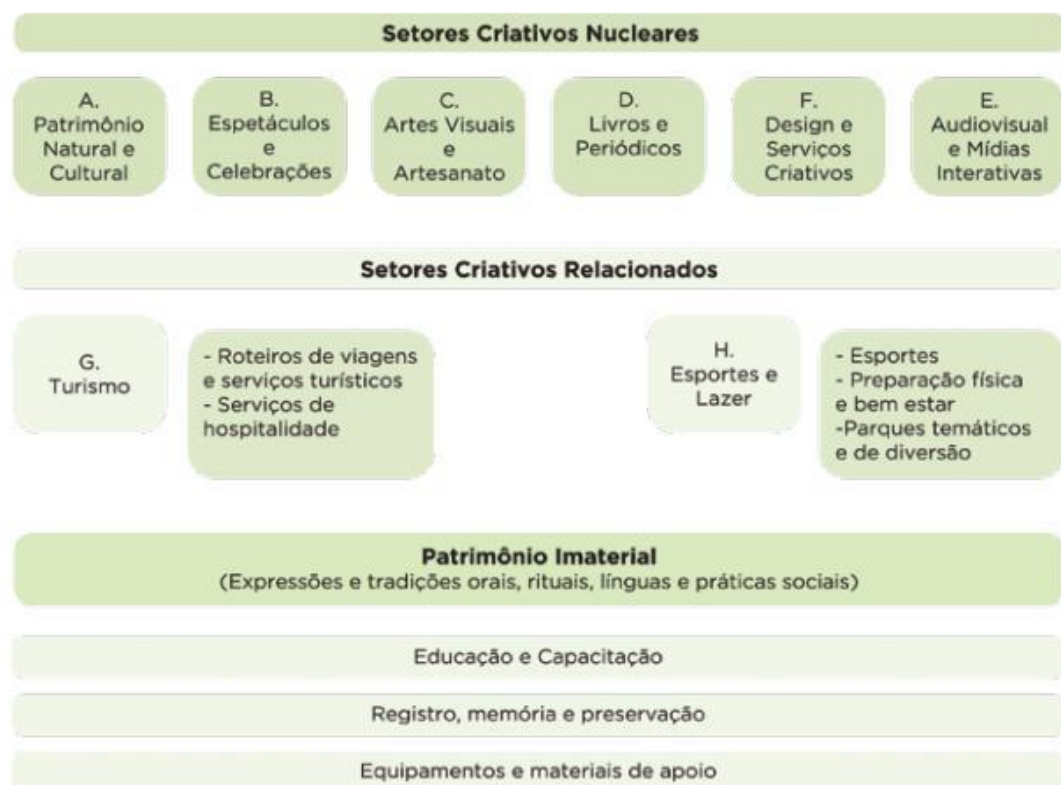 Setores Criativos Nucleares
A.
Patrimônio
Natural e
Cultural
B.
Espetáculos
e
Celebrações
C.
Artes Visuais
e
Artesanato
D.
Livros e
Periódicos
F.
Design e
Serviços
Criativos
E.
Audiovisual
e Mídias
Interativas
Setores Criativos Relacionados
G.
Turismo
- Roteiros de viagens
e serviços turísticos
- Serviços de
hospitalidade
H.
Esportes e
Lazer
- Esportes
- Preparação física
e bem estar
-Parques temáticos
e de diversão
Patrimônio Imaterial
(Expressões e tradições orais, rituais, línguas e práticas sociais)
Educação e Capacitação
Registro, memória e preservação
Equipamentos e materiais de apoio